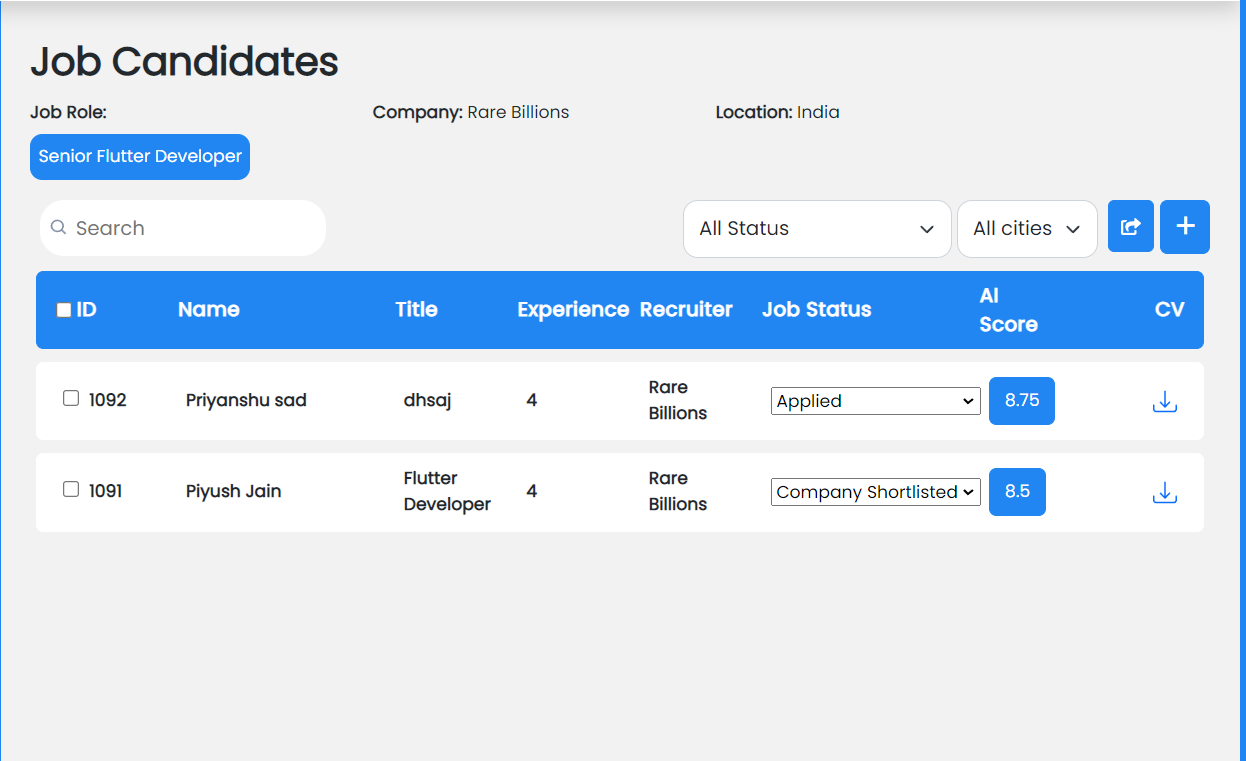 Job Candidates
Job Role: Company: Rare Billions Location: India
Senior Flutter Developer
Search All Status All cities
ID Name Title Experience Recruiter Job Status AI Score CV
1092 Priyanshu sad dhsaj 4 Rare Billions Applied 8.75
1091 Piyush Jain Flutter Developer 4 Rare Billions Company Shortlisted 8.5